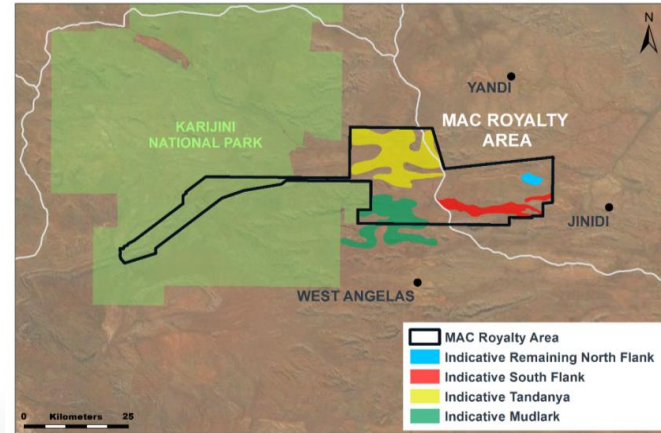 N
YANDI
MAC ROYALTY
AREA
KARIJINI
NATIONAL PARK
JINIDI
WEST ANGELAS
MAC Royalty Area
Indicative Remaining North Flank
Indicative South Flank
Indicative Tandanya
Indicative Mudlark
0 Kilometers 25